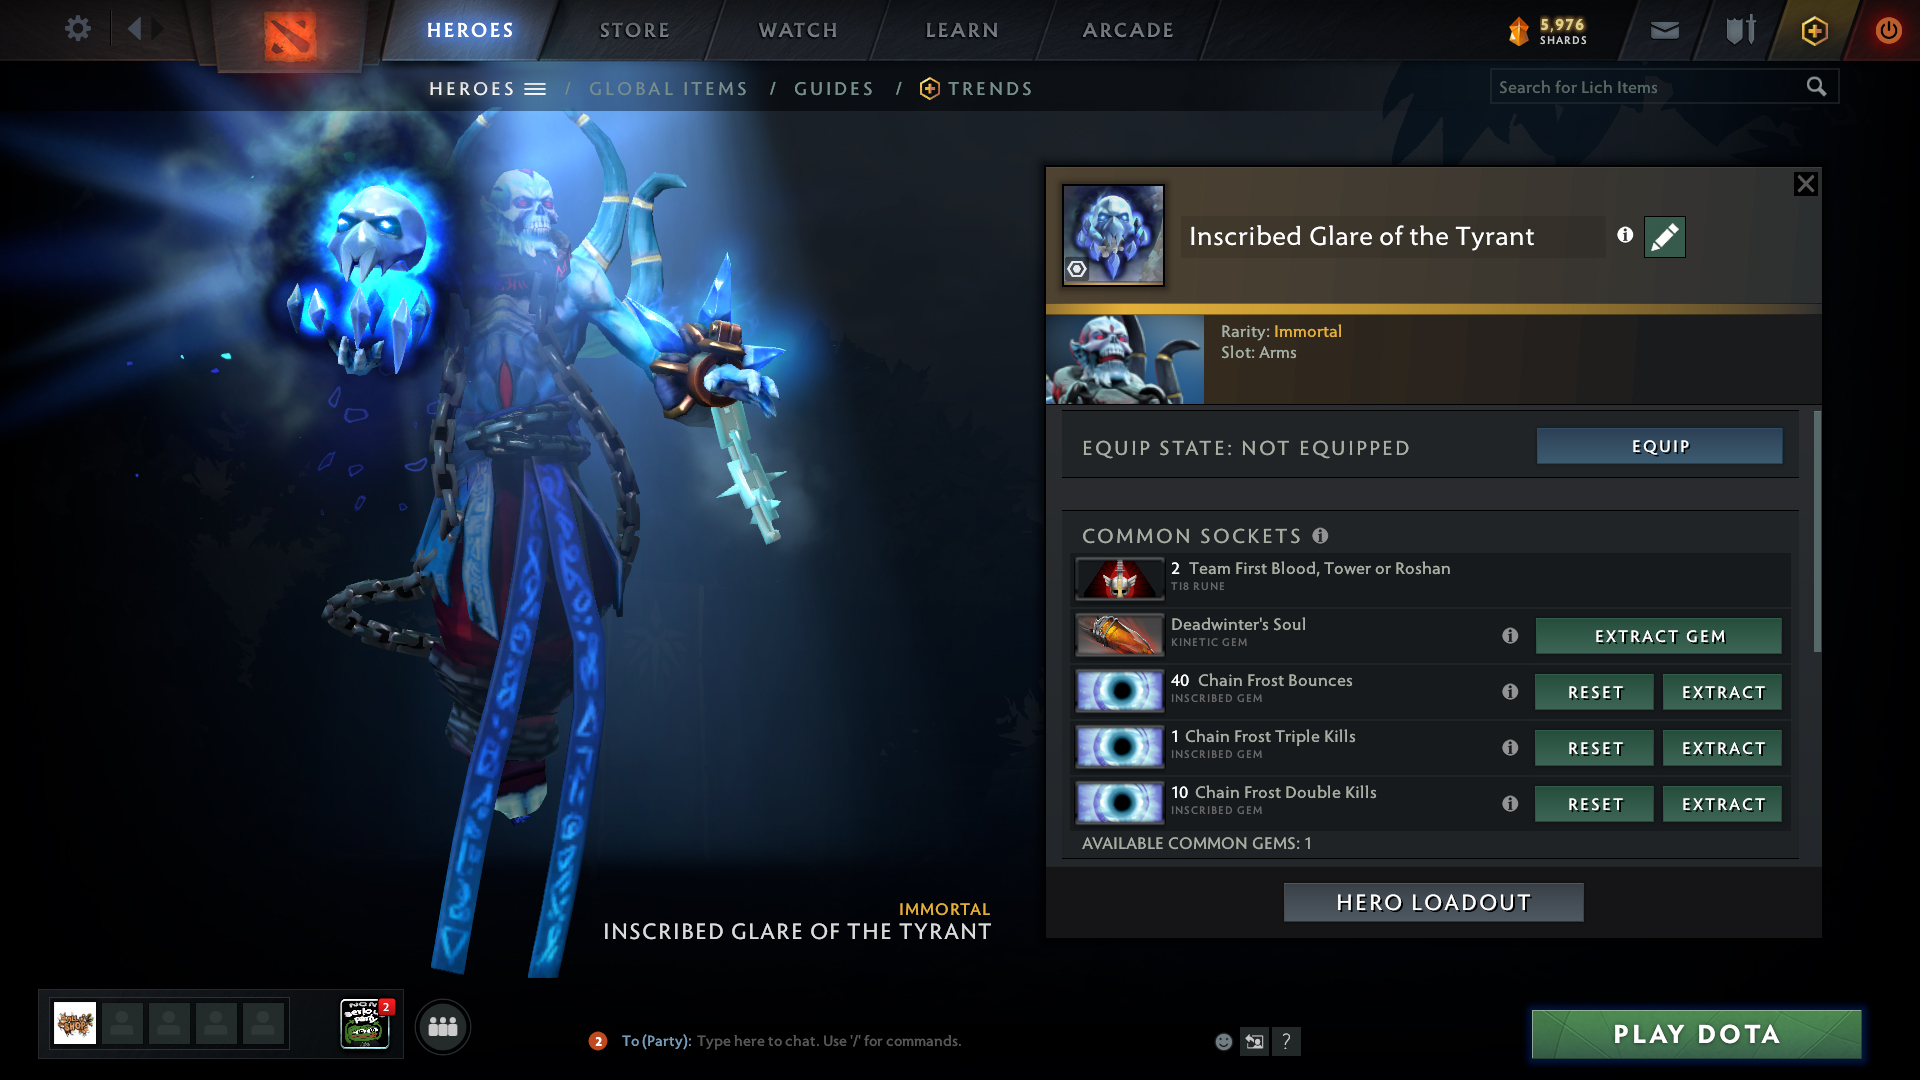 HEROES
STORE
WATCH
LEARN
ARCADE
5,976
SHARDS
HEROES / GLOBAL ITEMS / GUIDES / TRENDS
Search for Lich Items
Inscribed Glare of the Tyrant
Rarity: Immortal
Slot: Arms
EQUIP STATE: NOT EQUIPPED
EQUIP
COMMON SOCKETS
2 Team First Blood, Tower or Roshan
TI8 RUNE
Deadwinter's Soul
KINETIC GEM
EXTRACT GEM
40 Chain Frost Bounces
INSCRIBED GEM
RESET
EXTRACT
1 Chain Frost Triple Kills
INSCRIBED GEM
RESET
EXTRACT
10 Chain Frost Double Kills
INSCRIBED GEM
RESET
EXTRACT
AVAILABLE COMMON GEMS: 1
HERO LOADOUT
IMMORTAL
INSCRIBED GLARE OF THE TYRANT
2
2 To (Party): Type here to chat. Use '/' for commands.
?
PLAY DOTA